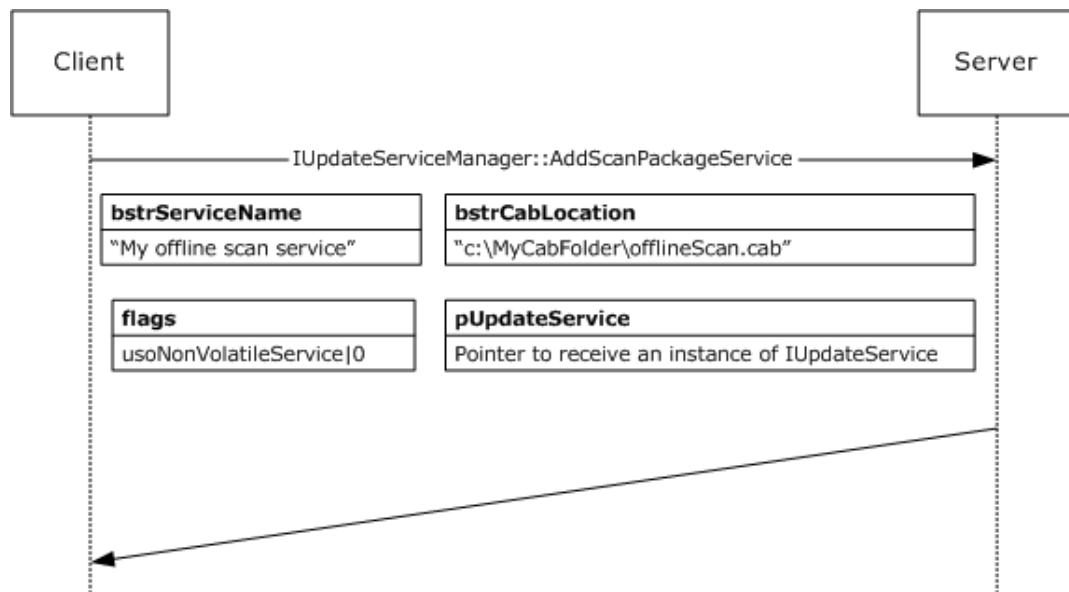 Client
Server
IUpdateServiceManager::AddScanPackageService
bstrServiceName
bstrCabLocation
“My offline scan service”
“c:\MyCabFolder\offlineScan.cab”
flags
pUpdateService
usoNonVolatileService|0
Pointer to receive an instance of IUpdateService